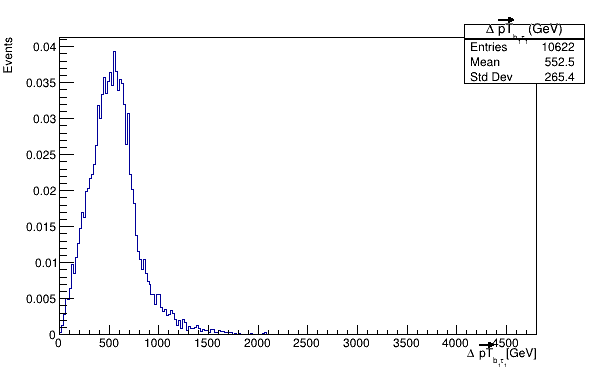 Δ pT b₁τ₁ (GeV)
Entries 10622
Mean 552.5
Std Dev 265.4
Events
0.04
0.035
0.03
0.025
0.02
0.015
0.01
0.005
0
0 500 1000 1500 2000 2500 3000 3500 4000 4500
Δ pT b₁τ₁ [GeV]